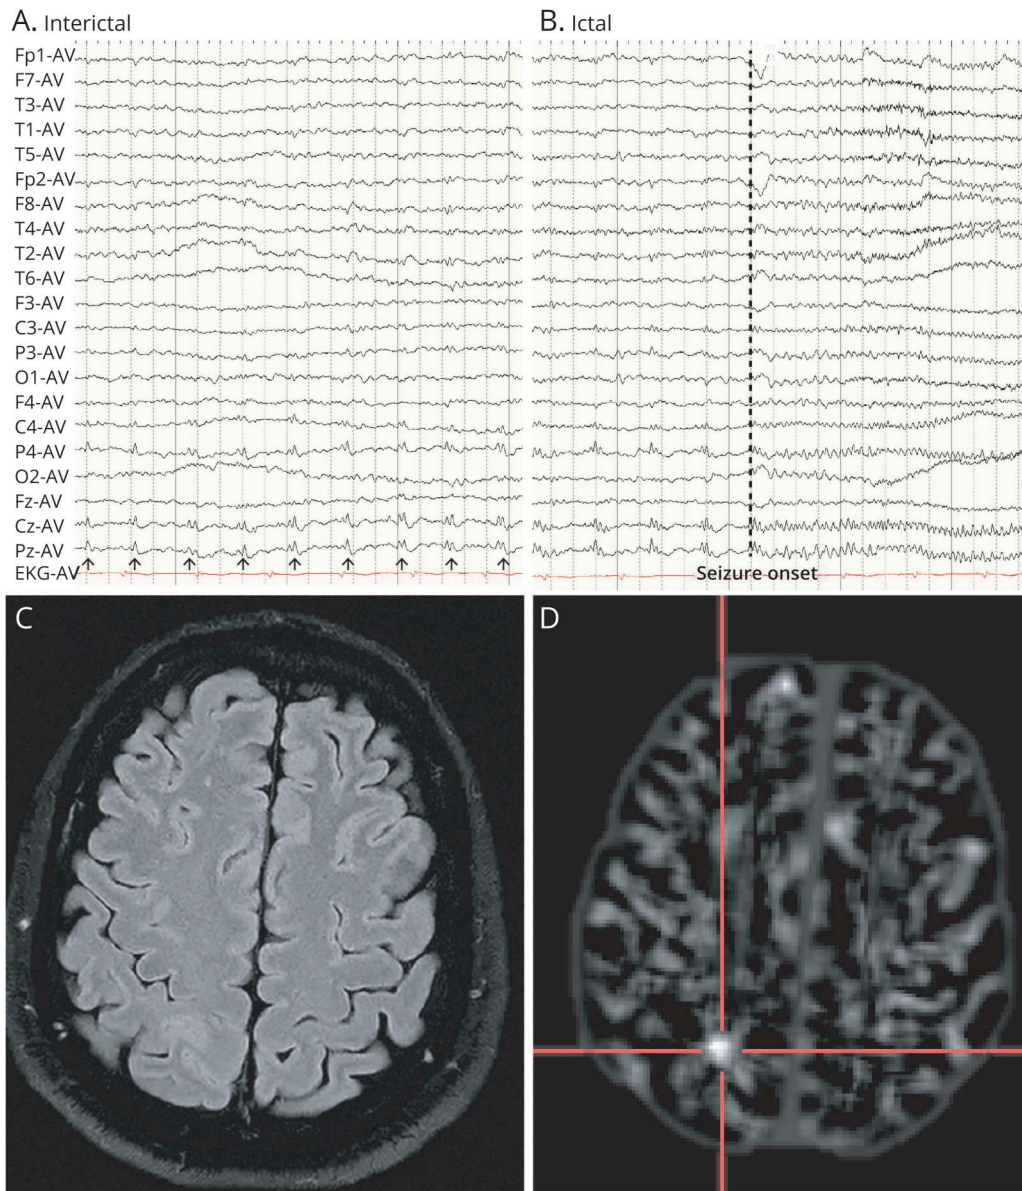 A. Interictal
B. Ictal
Fp1-AV
F7-AV
T3-AV
T1-AV
T5-AV
Fp2-AV
F8-AV
T4-AV
T2-AV
T6-AV
F3-AV
C3-AV
P3-AV
O1-AV
F4-AV
C4-AV
P4-AV
O2-AV
Fz-AV
Cz-AV
Pz-AV
EKG-AV
Seizure onset
C
D